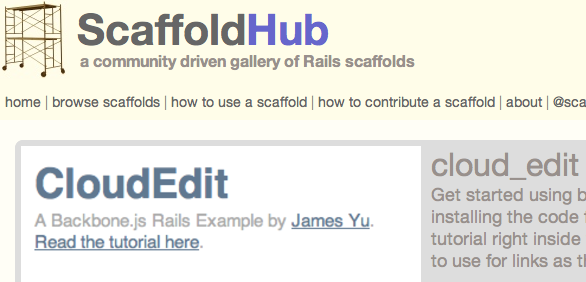 ScaffoldHub
a community driven gallery of Rails scaffolds
home | browse scaffolds | how to use a scaffold | how to contribute a scaffold | about | @sca
CloudEdit
A Backbone.js Rails Example by James Yu.
Read the tutorial here.
cloud_edit
Get started using b
installing the code
tutorial right inside
to use for links as th